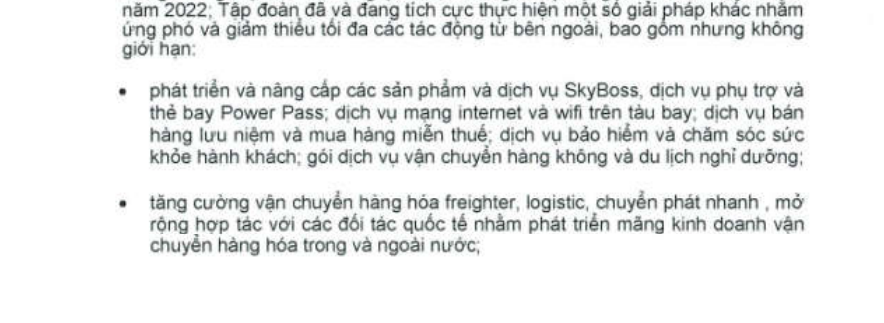 năm 2022; Tập đoàn đã và đang tích cực thực hiện một số giải pháp khác nhằm
ứng phó và giảm thiểu tối đa các tác động từ bên ngoài, bao gồm nhưng không
giới hạn:
• phát triển và nâng cấp các sản phẩm và dịch vụ SkyBoss, dịch vụ phụ trợ và
thẻ bay Power Pass; dịch vụ mạng internet và wifi trên tàu bay; dịch vụ bán
hàng lưu niệm và mua hàng miễn thuế; dịch vụ bảo hiểm và chăm sóc sức
khỏe hành khách; gói dịch vụ vận chuyển hàng không và du lịch nghỉ dưỡng;
• tăng cường vận chuyển hàng hóa freighter, logistic, chuyển phát nhanh , mở
rộng hợp tác với các đối tác quốc tế nhằm phát triển mãng kinh doanh vận
chuyển hàng hóa trong và ngoài nước;